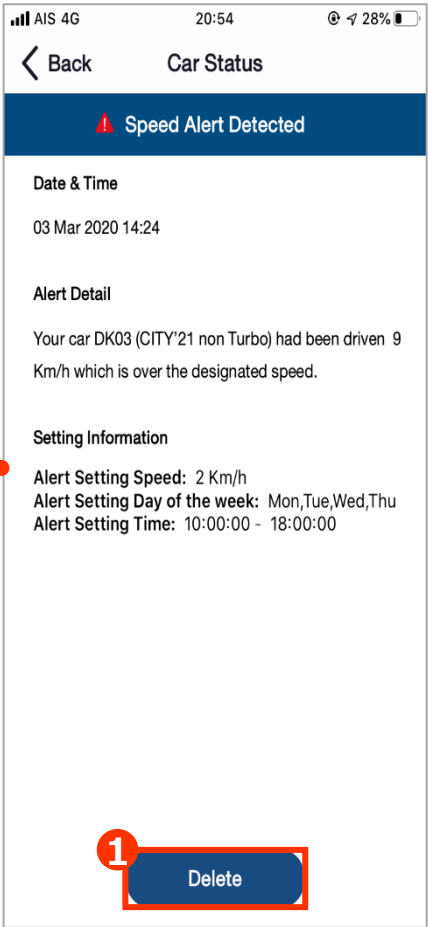 AIS 4G 20:54 28%
Back Car Status
Speed Alert Detected
Date & Time
03 Mar 2020 14:24
Alert Detail
Your car DK03 (CITY'21 non Turbo) had been driven 9
Km/h which is over the designated speed.
Setting Information
Alert Setting Speed: 2 Km/h
Alert Setting Day of the week: Mon,Tue,Wed,Thu
Alert Setting Time: 10:00:00 - 18:00:00
1
Delete